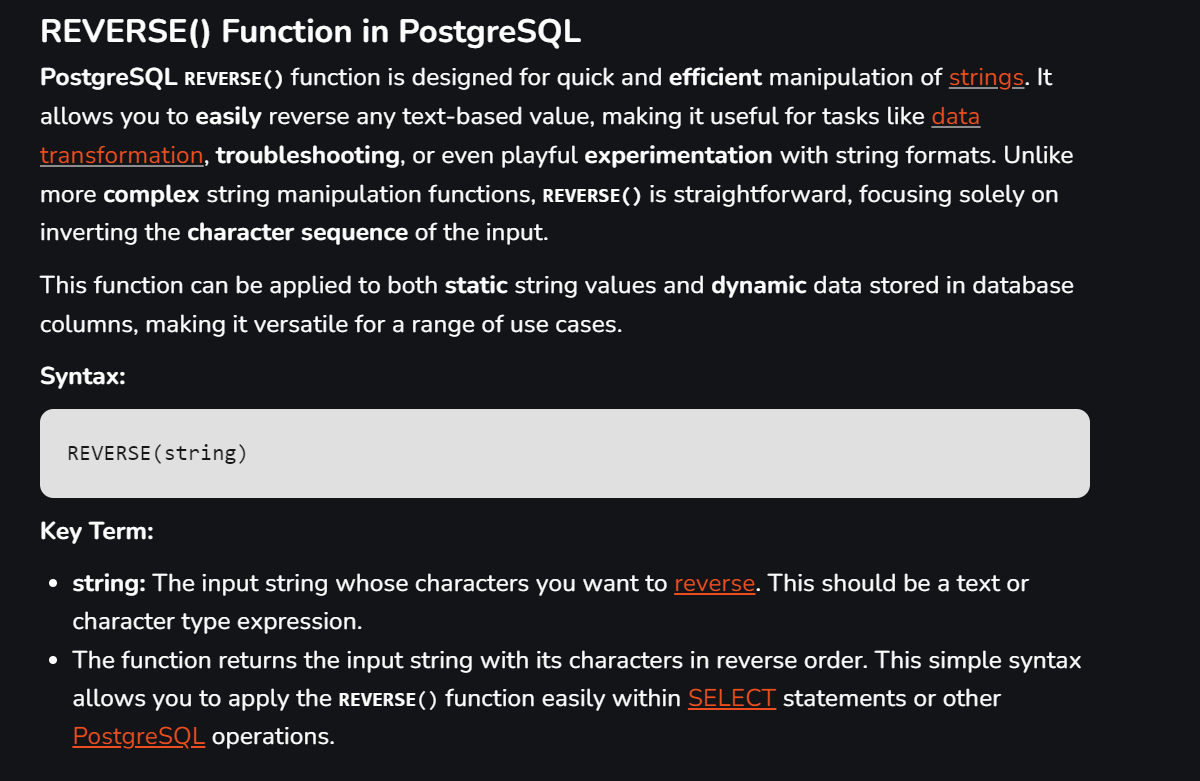 REVERSE() Function in PostgreSQL
PostgreSQL REVERSE() function is designed for quick and efficient manipulation of strings. It
allows you to easily reverse any text-based value, making it useful for tasks like data
transformation, troubleshooting, or even playful experimentation with string formats. Unlike
more complex string manipulation functions, REVERSE() is straightforward, focusing solely on
inverting the character sequence of the input.
This function can be applied to both static string values and dynamic data stored in database
columns, making it versatile for a range of use cases.
Syntax:
REVERSE(string)
Key Term:
• string: The input string whose characters you want to reverse. This should be a text or
character type expression.
• The function returns the input string with its characters in reverse order. This simple syntax
allows you to apply the REVERSE() function easily within SELECT statements or other
PostgreSQL operations.